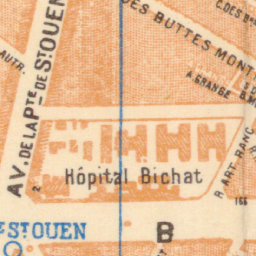 C.DES B
DES BUTTES MONT
AUTR.
AV. DE LA PTE DE ST OUEN
A GRANGE
B.M
R. ART. RANC
Hôpital Bichat
2
166
E ST OUEN
B